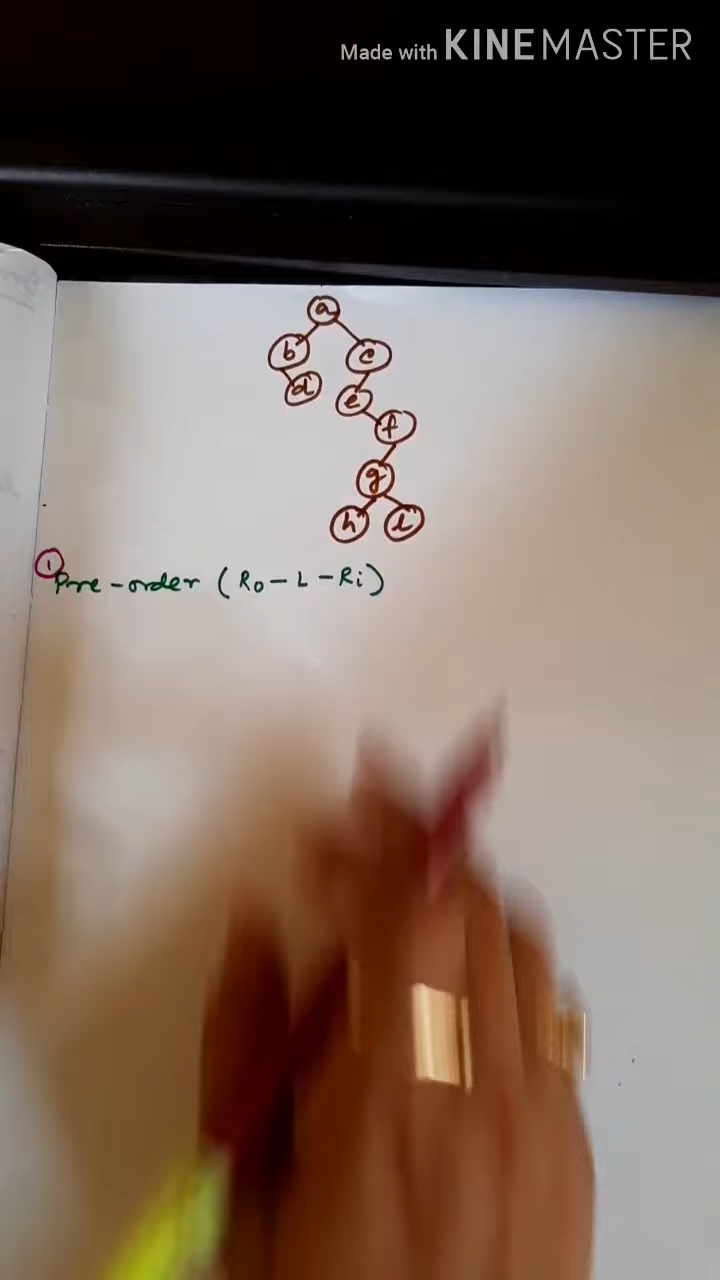 Made with KINEMASTER
a
b c
d e
f
g
h i
① Pre-order (Ro-L-Ri)